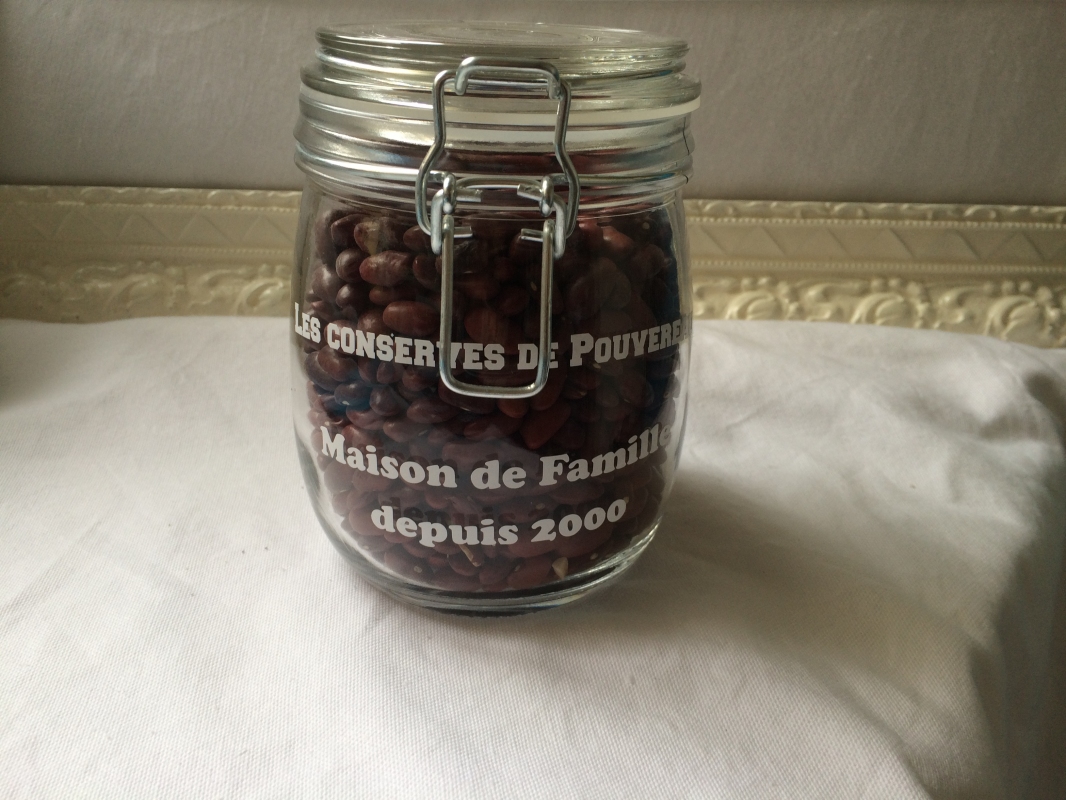 Les conserves de
Maison de Famille
depuis 2000